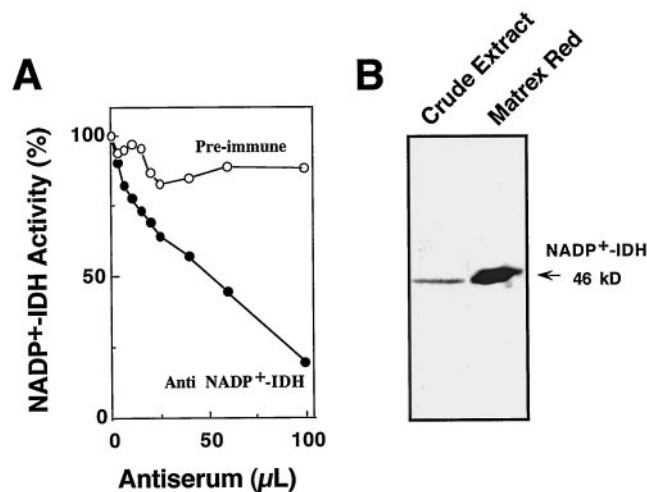 A
NADP+-IDH Activity (%)
100
50
0
Pre-immune
Anti NADP+-IDH
0
50
100
Antiserum (µL)
B
Crude Extract
Matrex Red
NADP+-IDH
46 kD